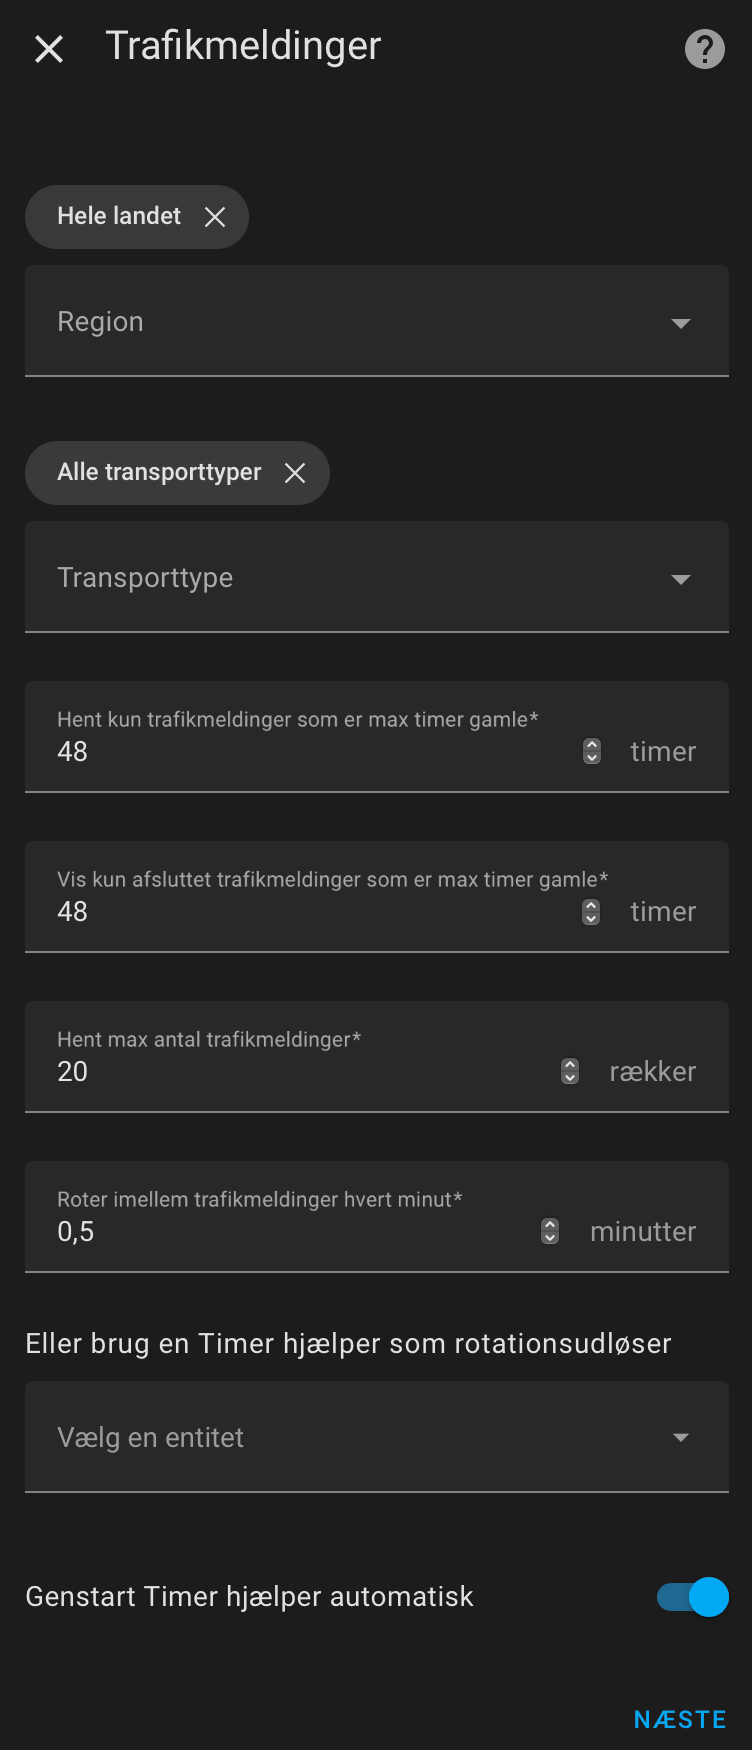 Trafikmeldinger
?
Hele landet
Region
Alle transporttyper
Transporttype
Hent kun trafikmeldinger som er max timer gamle*
48 timer
Vis kun afsluttet trafikmeldinger som er max timer gamle*
48 timer
Hent max antal trafikmeldinger*
20 rækker
Roter imellem trafikmeldinger hvert minut*
0,5 minutter
Eller brug en Timer hjælper som rotationsudløser
Vælg en entitet
Genstart Timer hjælper automatisk
NÆSTE